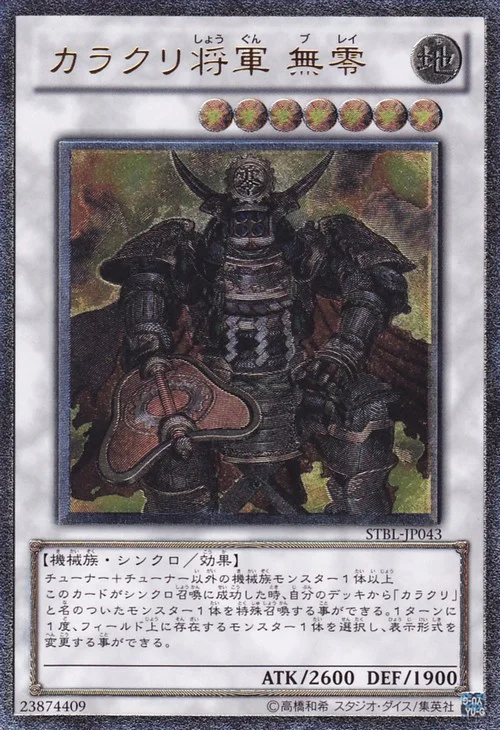 しょう ぐん ブ レイ
カラクリ将軍 無零
地
零
STBL-JP043
【機械族・シンクロ/効果】
チューナー+チューナー以外の機械族モンスター1体以上
このカードがシンクロ召喚に成功した時、自分のデッキから「カラクリ」
と名のついたモンスター1体を特殊召喚する事ができる。1ターンに
1度、フィールド上に存在するモンスター1体を選択し、表示形式を
変更する事ができる。
ATK/2600 DEF/1900
23874409
©高橋和希 スタジオ・ダイス/集英社